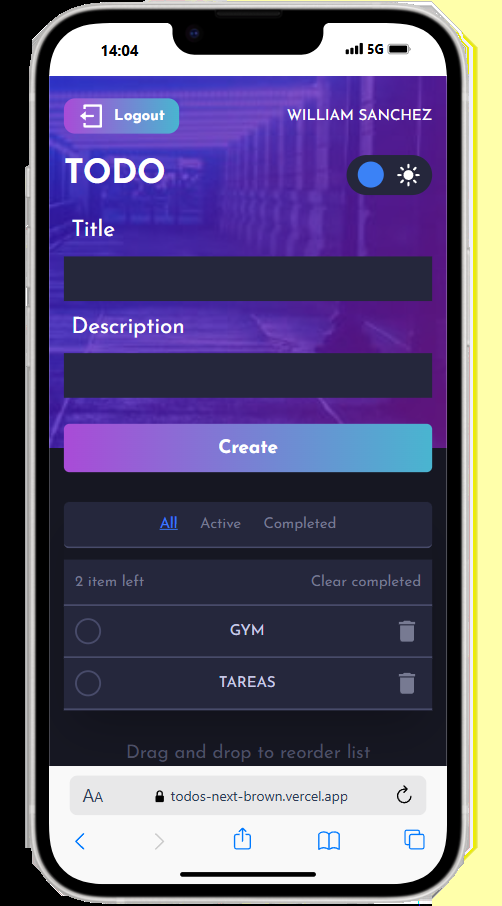 14:04 5G
Logout WILLIAM SANCHEZ
TODO
Title
Description
Create
All Active Completed
2 item left Clear completed
GYM
TAREAS
Drag and drop to reorder list
AA todos-next-brown.vercel.app